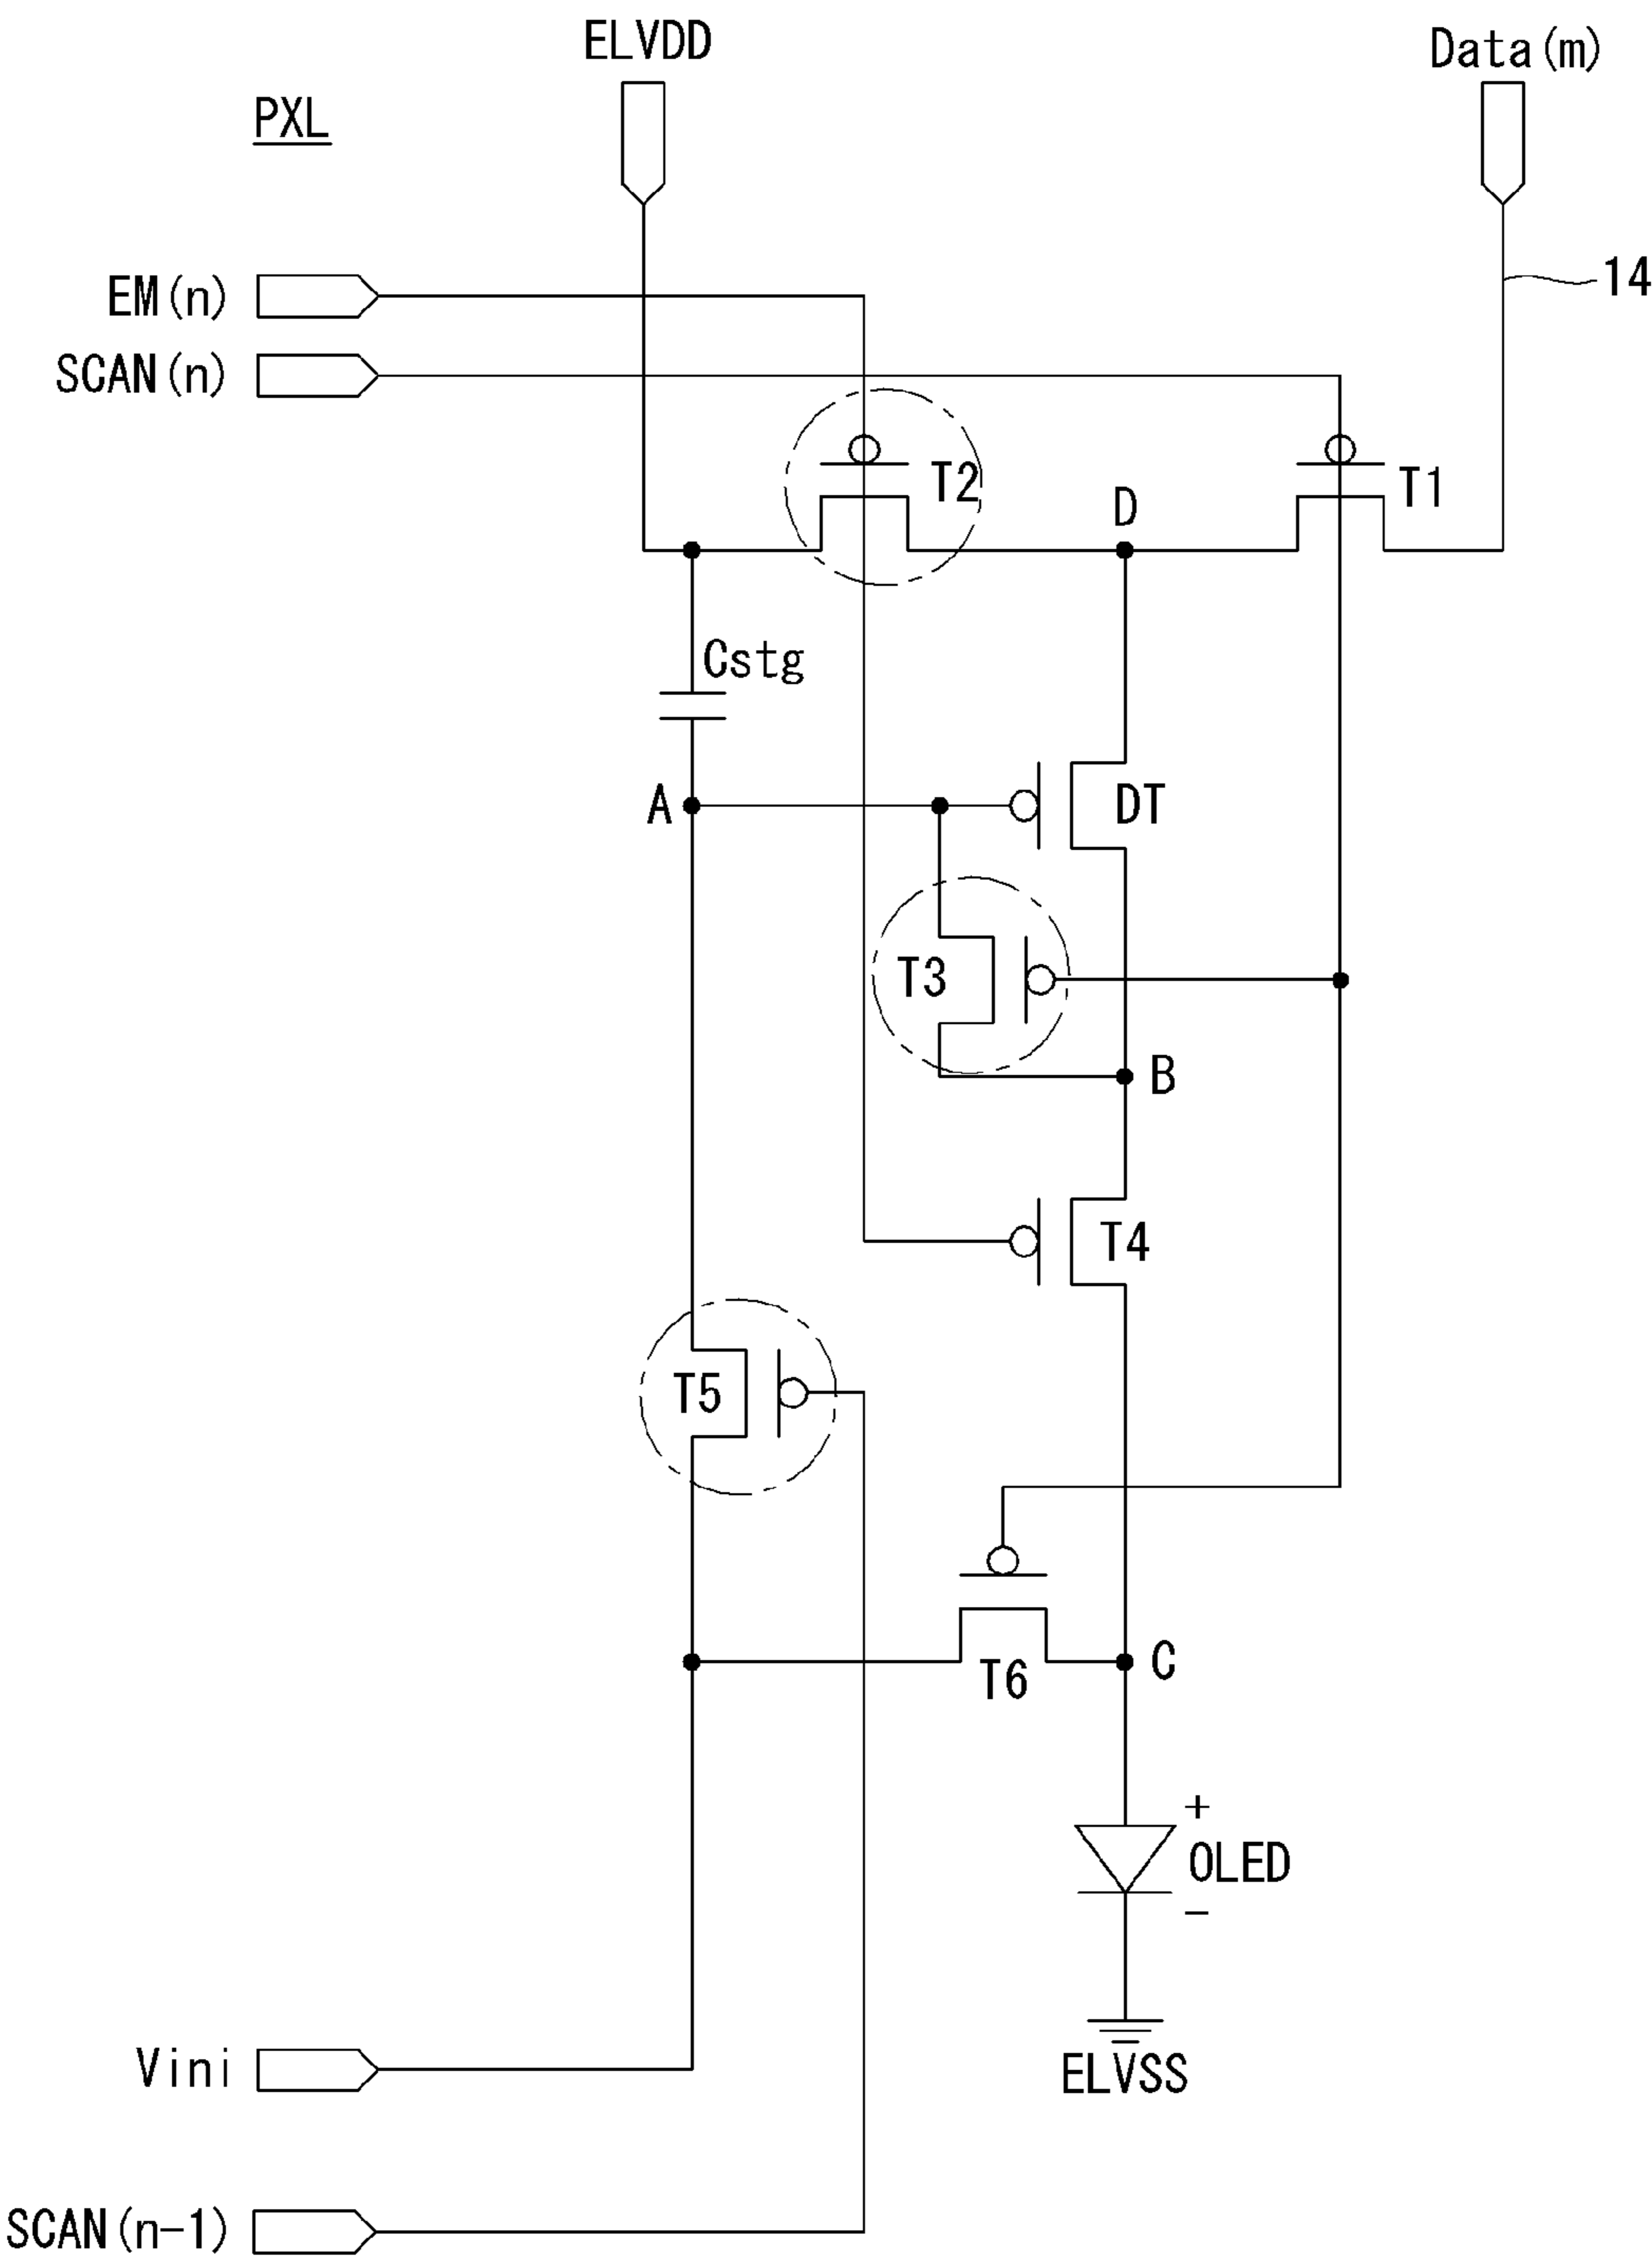 ELVDD
Data(m)
PXL
EM(n)
14
SCAN(n)
T2
T1
D
Cstg
A
DT
T3
B
T4
T5
C
T6
+
OLED
-
Vini
ELVSS
SCAN(n-1)